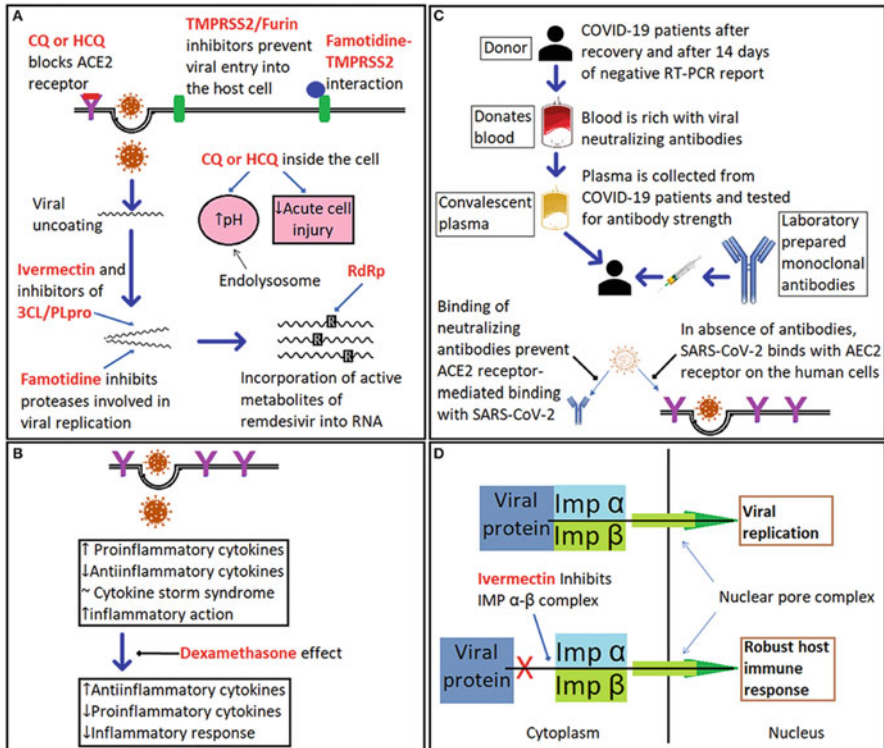 A
CQ or HCQ
blocks ACE2
receptor
TMPRSS2/Furin
inhibitors prevent
viral entry into
the host cell
Famotidine-
TMPRSS2
interaction
CQ or HCQ inside the cell
Viral
uncoating
↑pH
↓Acute cell
injury
Endolysosome
Ivermectin and
inhibitors of
3CL/PLpro
RdRp
R
R
R
Famotidine inhibits
proteases involved in
viral replication
Incorporation of active
metabolites of
remdesivir into RNA
B
↑ Proinflammatory cytokines
↓Antiinflammatory cytokines
~ Cytokine storm syndrome
↑inflammatory action
Dexamethasone effect
↑Antiinflammatory cytokines
↓Proinflammatory cytokines
↓Inflammatory response
C
Donor
COVID-19 patients after
recovery and after 14 days
of negative RT-PCR report
Donates
blood
Blood is rich with viral
neutralizing antibodies
Convalescent
plasma
Plasma is collected from
COVID-19 patients and tested
for antibody strength
Laboratory
prepared
monoclonal
antibodies
Binding of
neutralizing
antibodies prevent
ACE2 receptor-
mediated binding
with SARS-CoV-2
In absence of antibodies,
SARS-CoV-2 binds with AEC2
receptor on the human cells
D
Viral
protein
Imp α
Imp β
Viral
replication
Ivermectin Inhibits
IMP α-β complex
Nuclear pore complex
Viral
protein
Imp α
Imp β
Robust host
immune
response
Cytoplasm
Nucleus